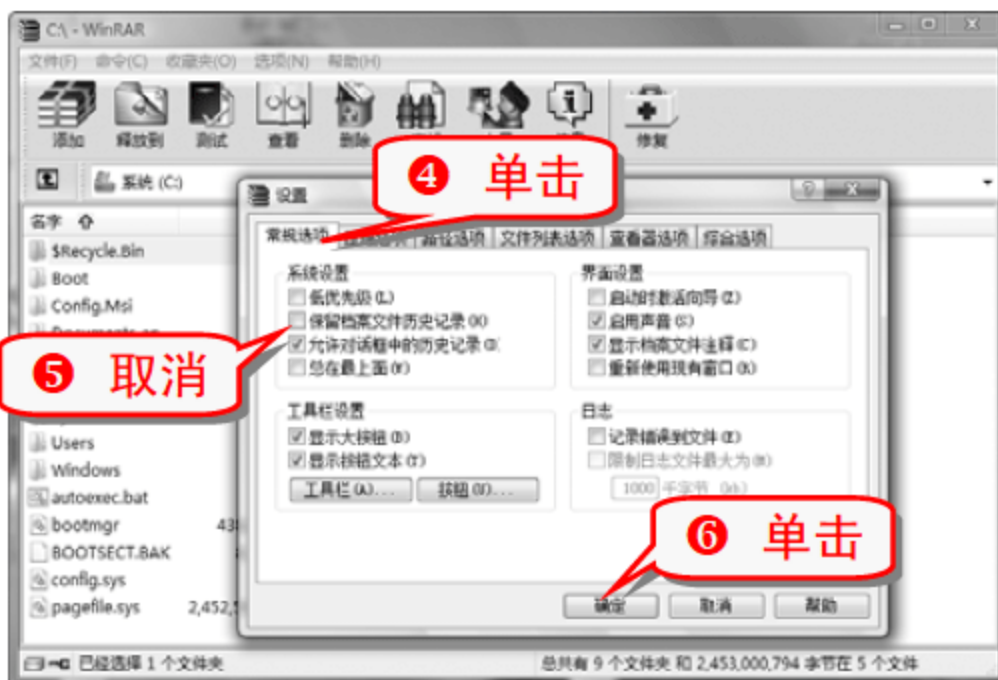 C:\ - WinRAR
文件(F) 命令(C) 收藏夹(O) 选项(N) 帮助(H)
添加 释放到 测试 查看 删除 修复
系统 (C:)
名字
$Recycle.Bin
Boot
Config.Msi
Users
Windows
autoexec.bat
bootmgr
BOOTSECT.BAK
config.sys
pagefile.sys
设置
❹ 单击
常规选项 路径选项 文件列表选项 查看器选项 综合选项
系统设置
低优先级(L)
保留档案文件历史记录(K)
允许对话框中的历史记录
总在最上面(Y)
❺ 取消
界面设置
启动时激活向导(Z)
启用声音(S)
显示档案文件注释(C)
重新使用现有窗口(R)
工具栏设置
显示大按钮(B)
显示按钮文本(T)
工具栏(A)... 按钮(U)...
日志
记录错误到文件(E)
限制日志文件最大为(M)
1000 千字节
❻ 单击
确定 取消 帮助
已经选择 1 个文件夹
总共有 9 个文件夹 和 2,453,000,794 字节在 5 个文件